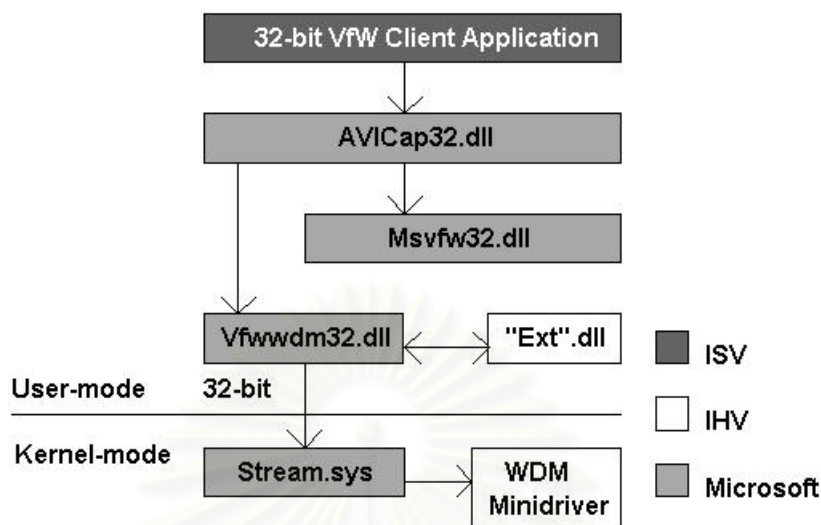 32-bit VfW Client Application
AVICap32.dll
Msvfw32.dll
Vfwwdm32.dll
"Ext".dll
ISV
User-mode 32-bit
IHV
Kernel-mode
Stream.sys
WDM
Minidriver
Microsoft